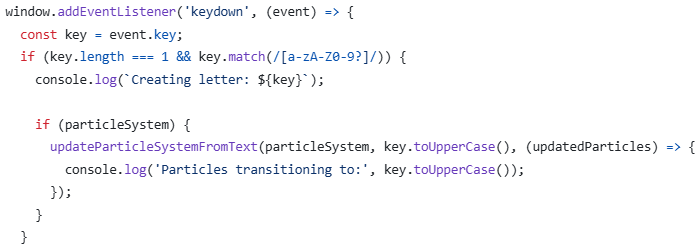 window.addEventListener('keydown', (event) => {
  const key = event.key;
  if (key.length === 1 && key.match(/[a-zA-Z0-9?]/)) {
    console.log(`Creating letter: ${key}`);

    if (particleSystem) {
      updateParticleSystemFromText(particleSystem, key.toUpperCase(), (updatedParticles) => {
        console.log('Particles transitioning to:', key.toUpperCase());
      });
    }
  }